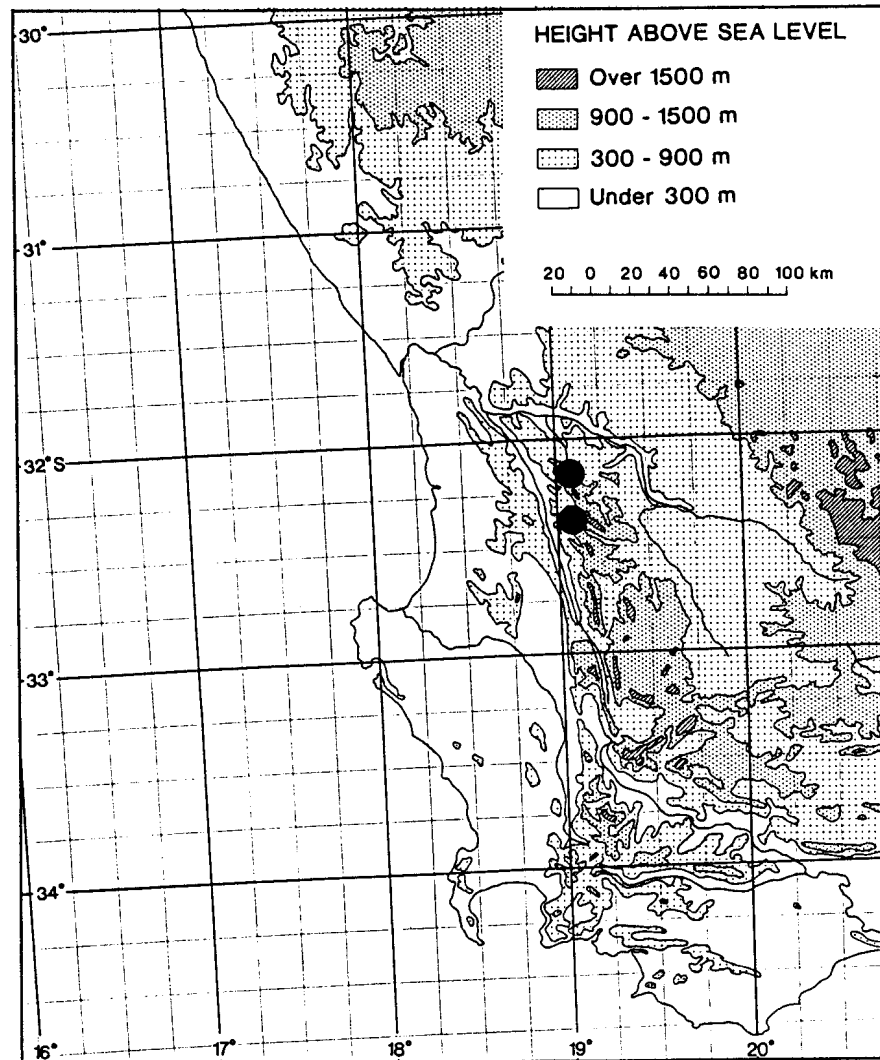 HEIGHT ABOVE SEA LEVEL
Over 1500 m
900 - 1500 m
300 - 900 m
Under 300 m
20 0 20 40 60 80 100 km
30°
31°
32°S
33°
34°
16°
17°
18°
19°
20°